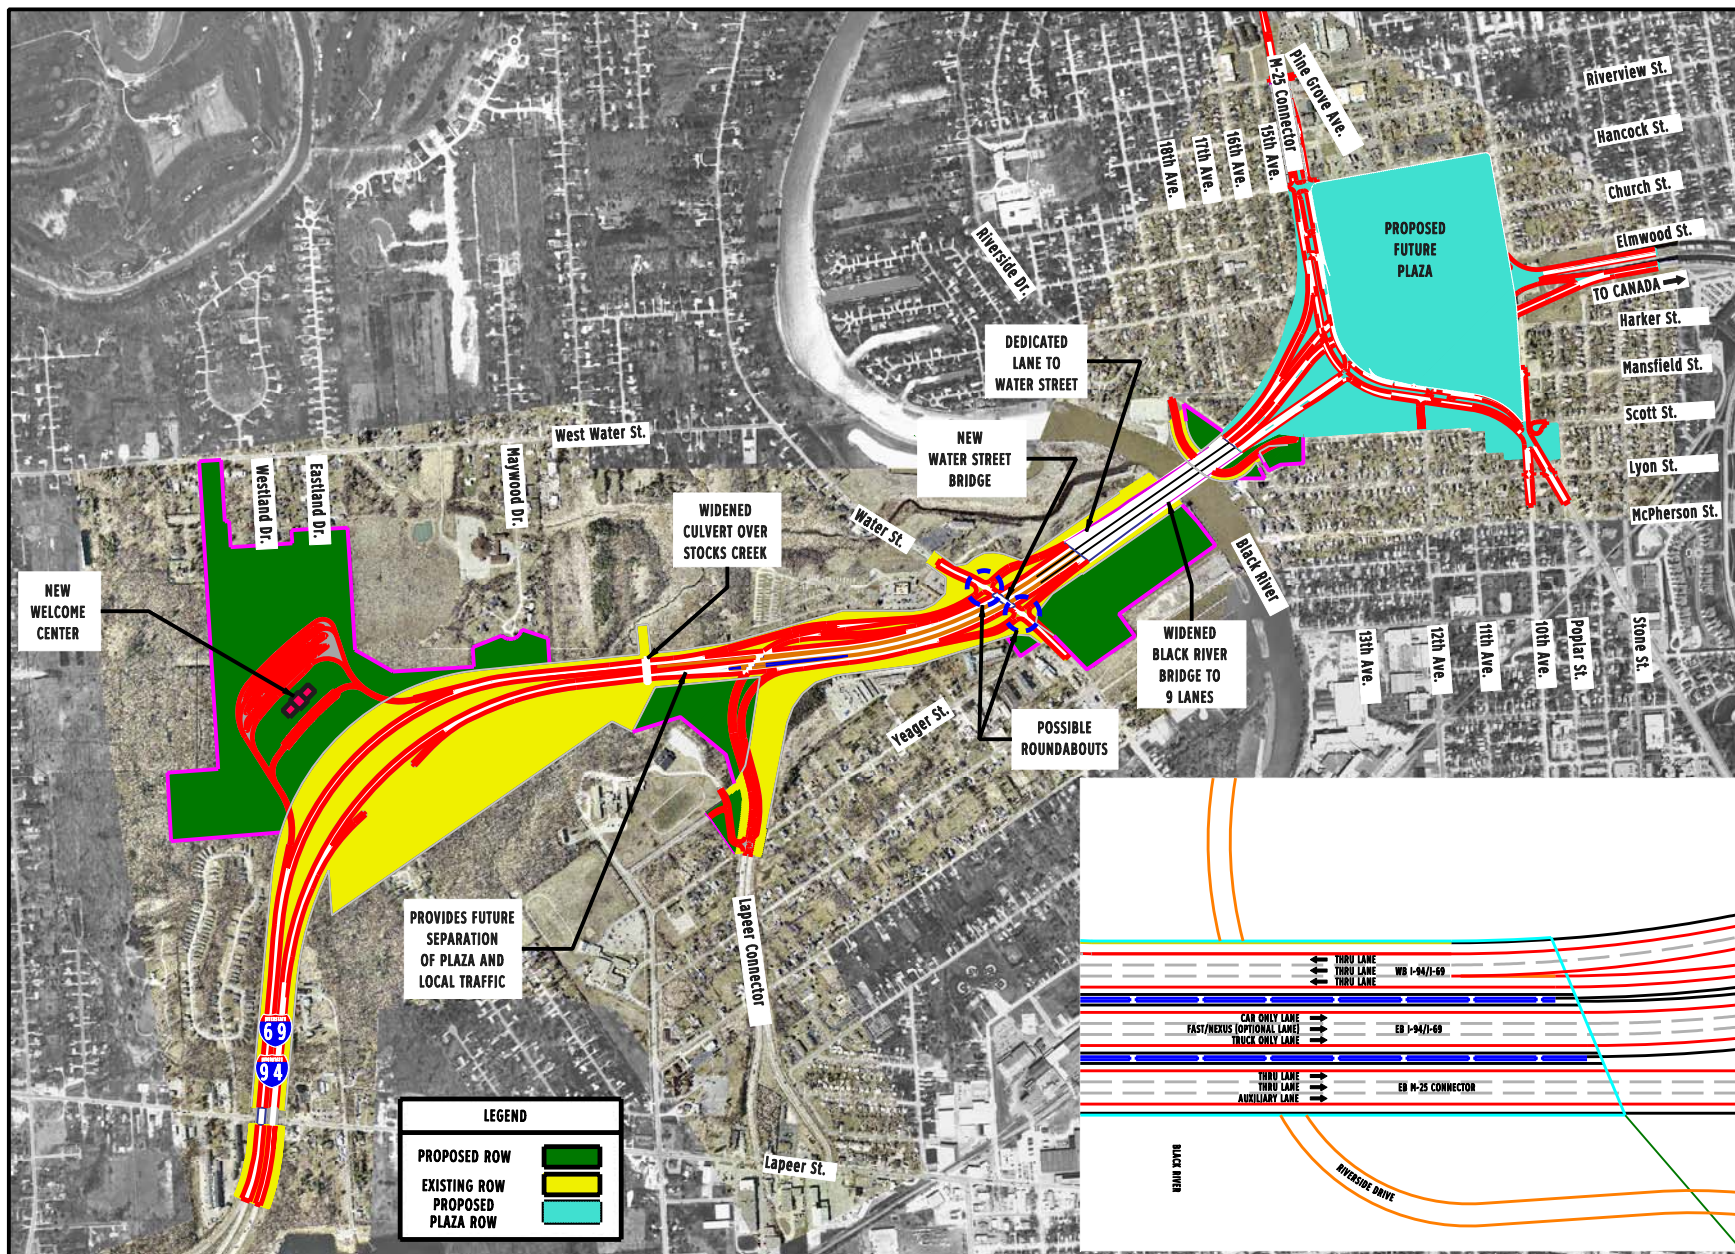 M-25 Connector
Pine Grove Ave.
Riverview St.
Hancock St.
Church St.
Elmwood St.
TO CANADA
Harker St.
Mansfield St.
Scott St.
Lyon St.
McPherson St.
18th Ave.
17th Ave.
16th Ave.
15th Ave.
PROPOSED
FUTURE
PLAZA
Riverside Dr.
DEDICATED
LANE TO
WATER STREET
NEW
WATER STREET
BRIDGE
West Water St.
Westland Dr.
Eastland Dr.
Maywood Dr.
WIDENED
CULVERT OVER
STOCKS CREEK
Water St.
Black River
NEW
WELCOME
CENTER
WIDENED
BLACK RIVER
BRIDGE TO
9 LANES
13th Ave.
12th Ave.
11th Ave.
10th Ave.
Poplar St.
Stone St.
Yeager St.
POSSIBLE
ROUNDABOUTS
PROVIDES FUTURE
SEPARATION
OF PLAZA AND
LOCAL TRAFFIC
Lapeer Connector
INTERSTATE
69
INTERSTATE
94
Lapeer St.
LEGEND
PROPOSED ROW
EXISTING ROW
PROPOSED
PLAZA ROW
THRU LANE
THRU LANE WB I-94/I-69
THRU LANE
CAR ONLY LANE
FAST/NEXUS (OPTIONAL LANE) EB I-94/I-69
TRUCK ONLY LANE
THRU LANE
THRU LANE EB M-25 CONNECTOR
AUXILIARY LANE
BLACK RIVER
RIVERSIDE DRIVE